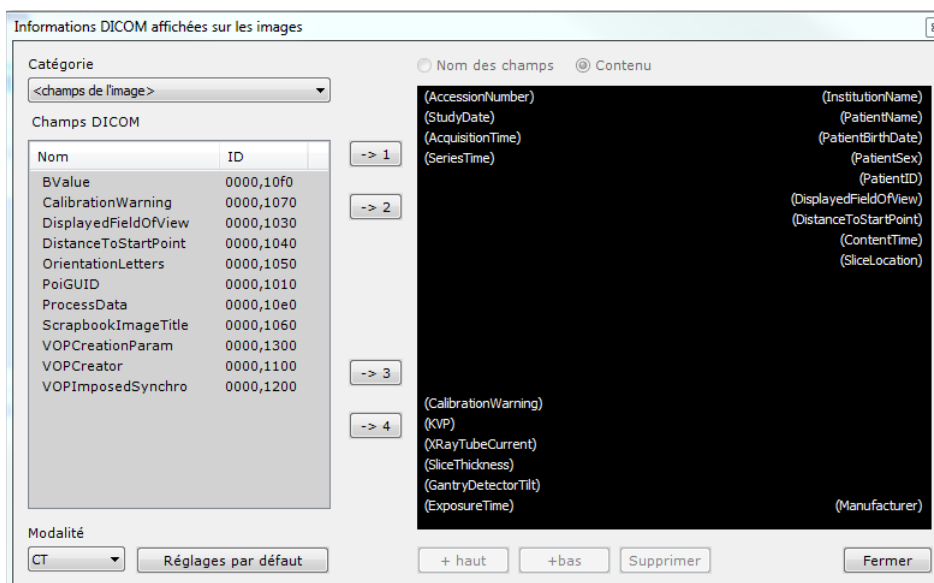 Informations DICOM affichées sur les images
Catégorie
<champs de l'image>
Champs DICOM
Nom ID
BValue 0000,10f0
CalibrationWarning 0000,1070
DisplayedFieldOfView 0000,1030
DistanceToStartPoint 0000,1040
OrientationLetters 0000,1050
PoiGUID 0000,1010
ProcessData 0000,10e0
ScrapbookImageTitle 0000,1060
VOPCreationParam 0000,1300
VOPCreator 0000,1100
VOPImposedSynchro 0000,1200
Modalité
CT Réglages par défaut
-> 1
-> 2
-> 3
-> 4
Nom des champs Contenu
(AccessionNumber) (InstitutionName)
(StudyDate) (PatientName)
(AcquisitionTime) (PatientBirthDate)
(SeriesTime) (PatientSex)
(PatientID)
(DisplayedFieldOfView)
(DistanceToStartPoint)
(ContentTime)
(SliceLocation)
(CalibrationWarning)
(KVP)
(XRayTubeCurrent)
(SliceThickness)
(GantryDetectorTilt)
(ExposureTime) (Manufacturer)
+ haut +bas Supprimer Fermer